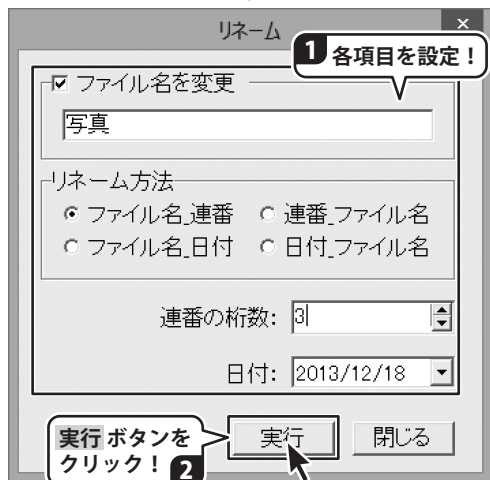 リネーム
×
1 各項目を設定！
ファイル名を変更
写真
リネーム方法
ファイル名_連番 連番_ファイル名
ファイル名_日付 日付_ファイル名
連番の桁数: 3
日付: 2013/12/18
実行 ボタンを
クリック！ 2
実行 閉じる